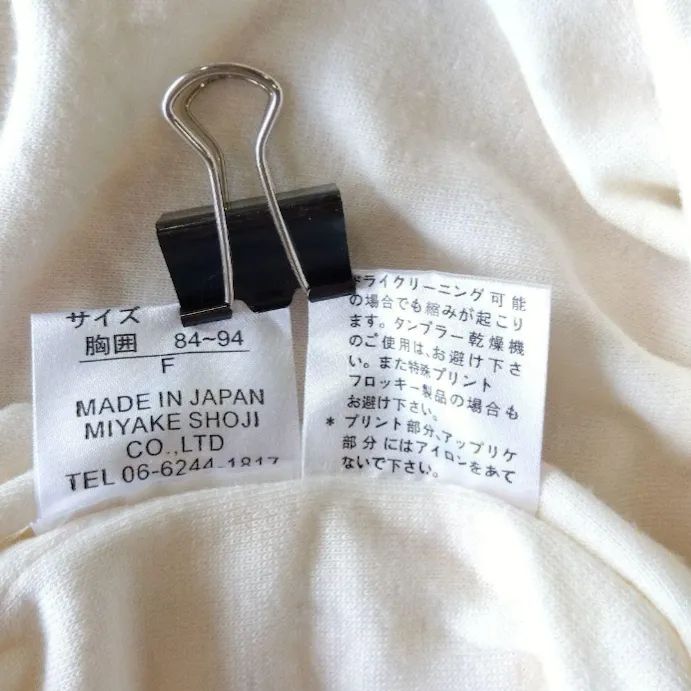 サイズ
胸囲 84~94
F
MADE IN JAPAN
MIYAKE SHOJI
CO.,LTD
TEL 06-6244-1817
ドライクリーニング可能
の場合でも縮みが起こり
ます。タンブラー乾燥機
のご使用は、お避け下さ
い。また特殊プリント
フロッキー製品の場合も
お避け下さい。
* プリント部分、アップリケ
部分にはアイロンをあて
ないで下さい。